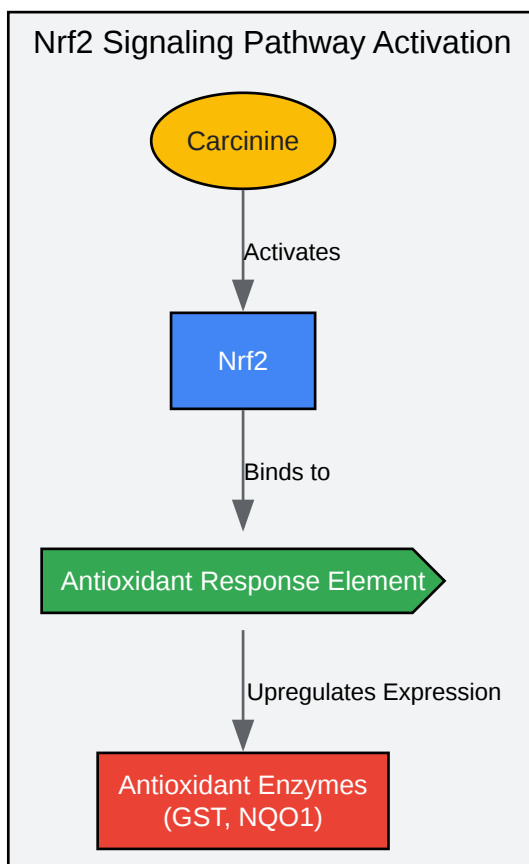 Nrf2 Signaling Pathway Activation
Carcinine
Activates
Nrf2
Binds to
Antioxidant Response Element
Upregulates Expression
Antioxidant Enzymes
(GST, NQO1)